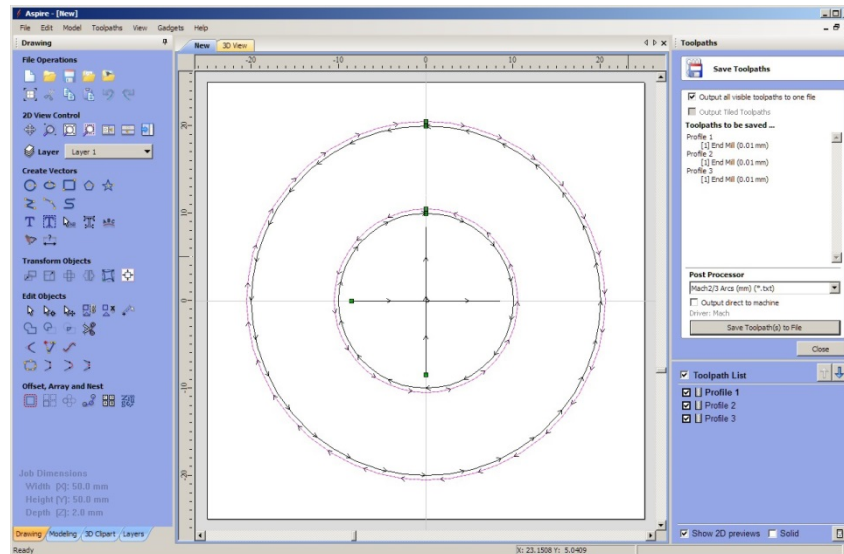 Aspire - [New]
File Edit Model Toolpaths View Gadgets Help
Drawing
File Operations
2D View Control
Layer Layer 1
Create Vectors
Transform Objects
Edit Objects
Offset, Array and Nest
Job Dimensions
Width (X): 50.0 mm
Height (Y): 50.0 mm
Depth (Z): 2.8 mm
Drawing Modeling 3D Clipart Layers
Ready
New 3D View
-20 -10 0 10 20
20
10
0
-10
-20
X: 23.1508 Y: 5.0409
Toolpaths
Save Toolpaths
Output all visible toolpaths to one file
Output Tiled Toolpaths
Toolpaths to be saved ...
Profile 1
[1] End Mill (0.01 mm)
Profile 2
[1] End Mill (0.01 mm)
Profile 3
[1] End Mill (0.01 mm)
Post Processor
Mach2/3 Arcs (mm) (*.txt)
Output direct to machine
Driver: Mach
Save Toolpath(s) to File
Close
Toolpath List
Profile 1
Profile 2
Profile 3
Show 2D previews Solid